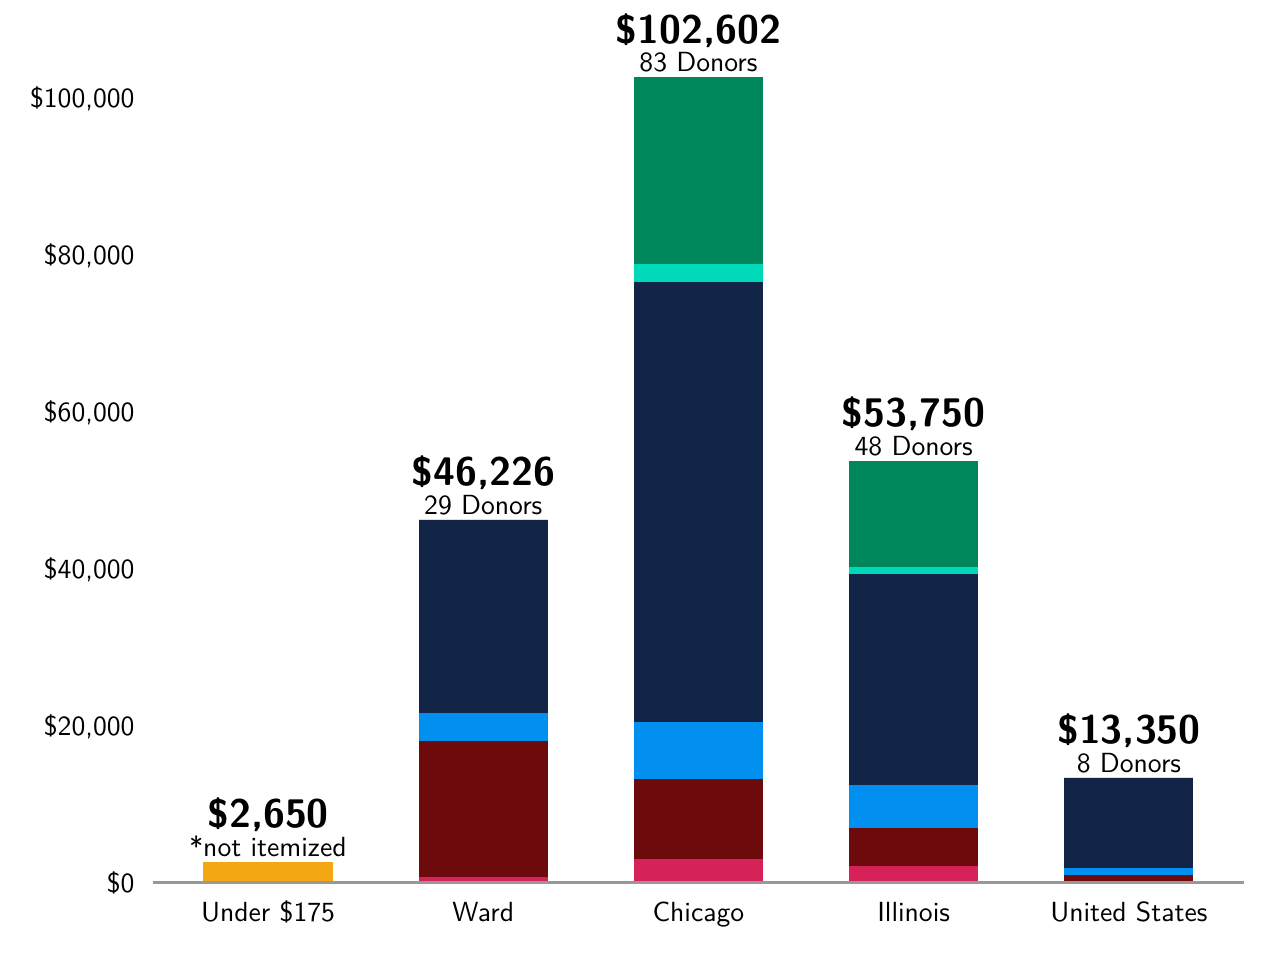 $102,602
83 Donors
$100,000
$80,000
$60,000
$53,750
48 Donors
$46,226
29 Donors
$40,000
$20,000
$13,350
8 Donors
$2,650
*not itemized
$0
Under $175
Ward
Chicago
Illinois
United States